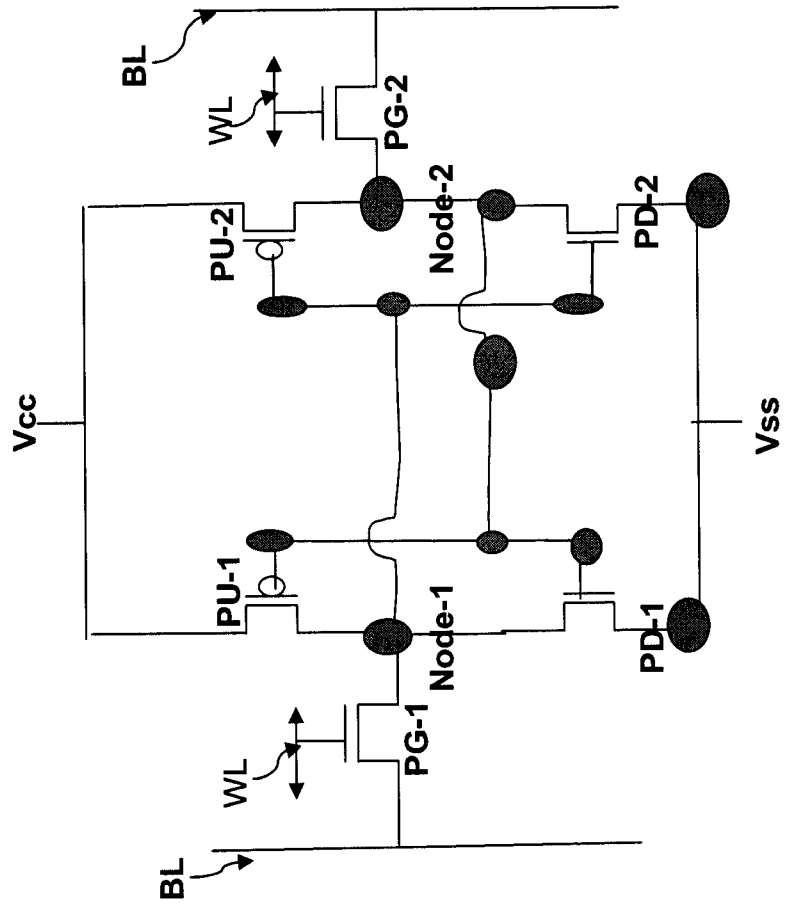 Vcc
BL
WL
PU-2
PG-2
Node-2
PD-2
PU-1
Node-1
PD-1
WL
PG-1
BL
Vss